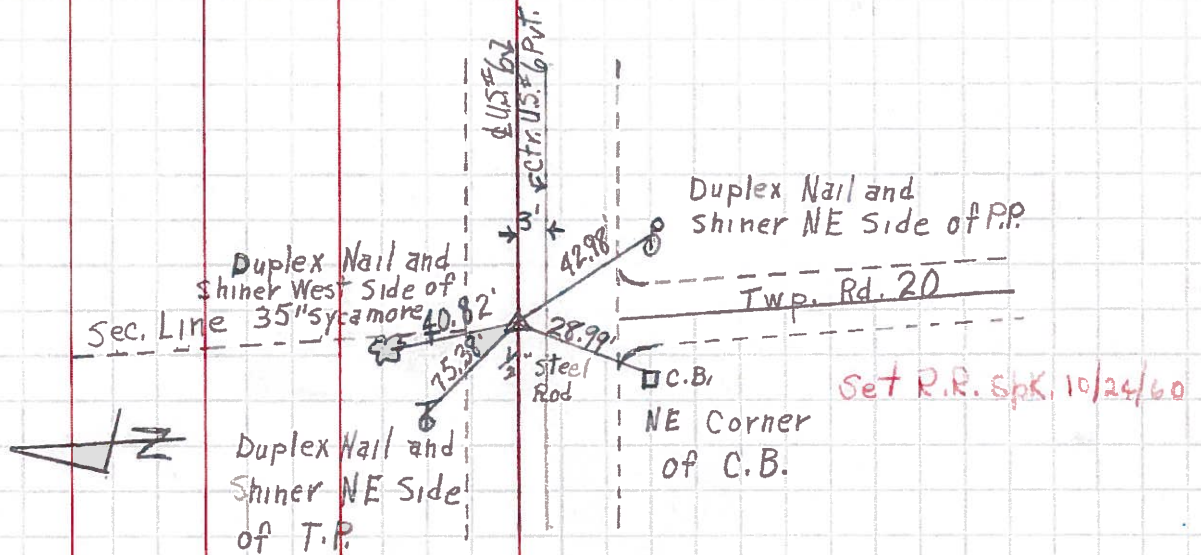 ℄ U.S. #6
Ctr. U.S. #6 Pvt.
3'
Duplex Nail and
Shiner NE Side of P.P.
42.98'
Duplex Nail and
Shiner West Side of
35" Sycamore
Sec. Line
40.82'
Twp. Rd. 20
28.99'
75.38'
1/2" Steel
Rod
C.B.
NE Corner
of C.B.
Set R.R. Spk. 10/24/60
N
Duplex Nail and
Shiner NE Side
of T.P.